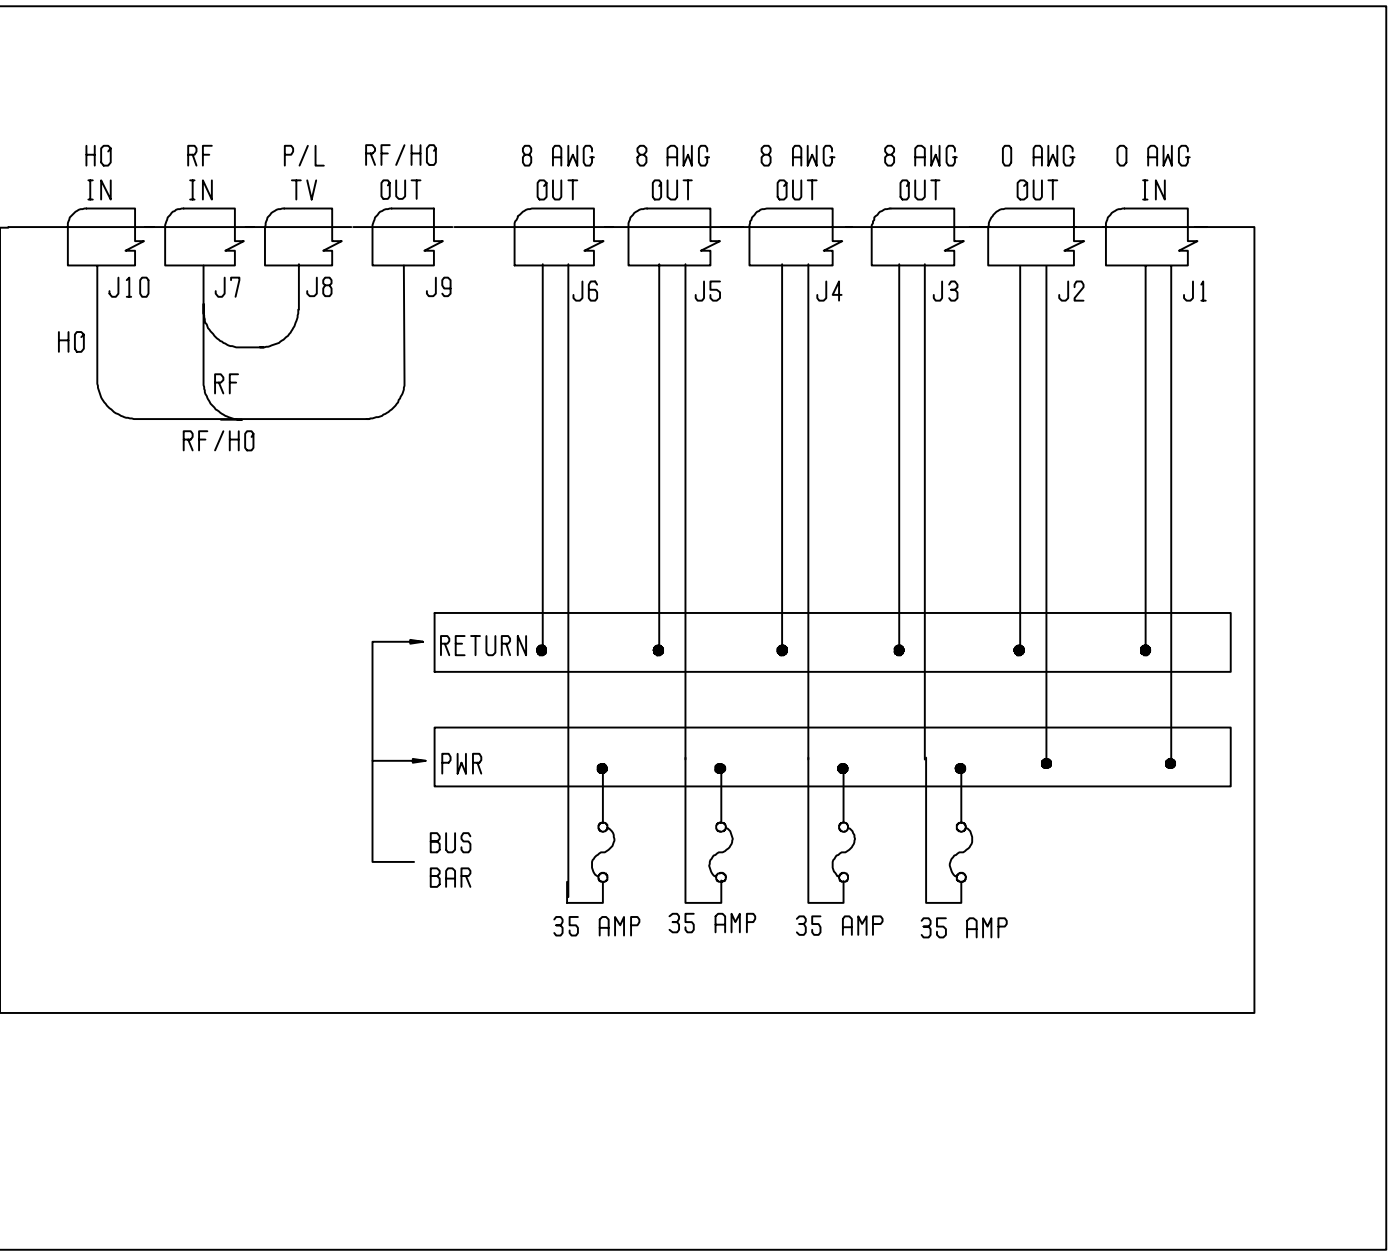 HO IN
RF IN
P/L TV
RF/HO OUT
8 AWG OUT
8 AWG OUT
8 AWG OUT
8 AWG OUT
0 AWG OUT
0 AWG IN
J10
J7
J8
J9
J6
J5
J4
J3
J2
J1
HO
RF
RF/HO
RETURN
PWR
BUS
BAR
35 AMP
35 AMP
35 AMP
35 AMP